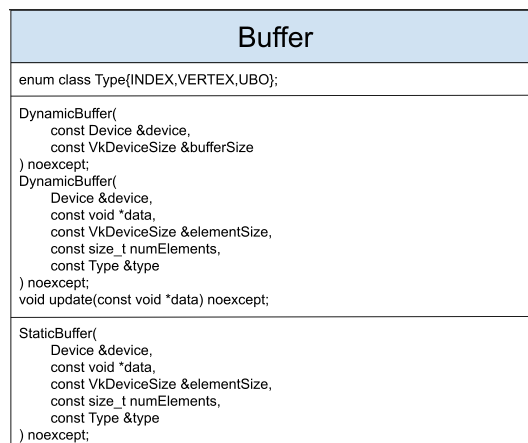 Buffer
enum class Type{INDEX,VERTEX,UBO};
DynamicBuffer(
const Device &device,
const VkDeviceSize &bufferSize
) noexcept;
DynamicBuffer(
Device &device,
const void *data,
const VkDeviceSize &elementSize,
const size_t numElements,
const Type &type
) noexcept;
void update(const void *data) noexcept;
StaticBuffer(
Device &device,
const void *data,
const VkDeviceSize &elementSize,
const size_t numElements,
const Type &type
) noexcept;